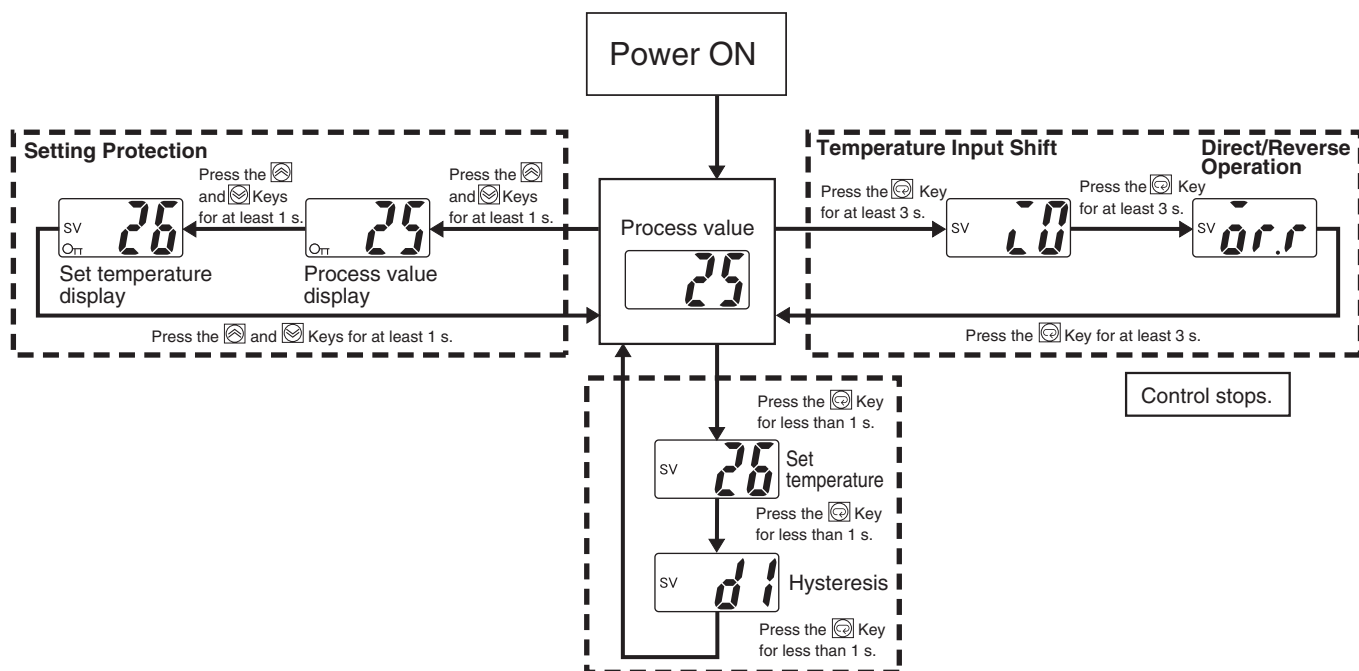 Power ON
Setting Protection
Press the
and Keys
for at least 1 s.
Press the
and Keys
for at least 1 s.
SV
26
Set temperature
display
25
Process value
display
Press the and Keys for at least 1 s.
Process value
25
Temperature Input Shift
Direct/Reverse
Operation
Press the Key
for at least 3 s.
Press the Key
for at least 3 s.
SV
SV
Press the Key for at least 3 s.
Control stops.
Press the Key
for less than 1 s.
SV
26
Set
temperature
Press the Key
for less than 1 s.
SV
d1
Hysteresis
Press the Key
for less than 1 s.